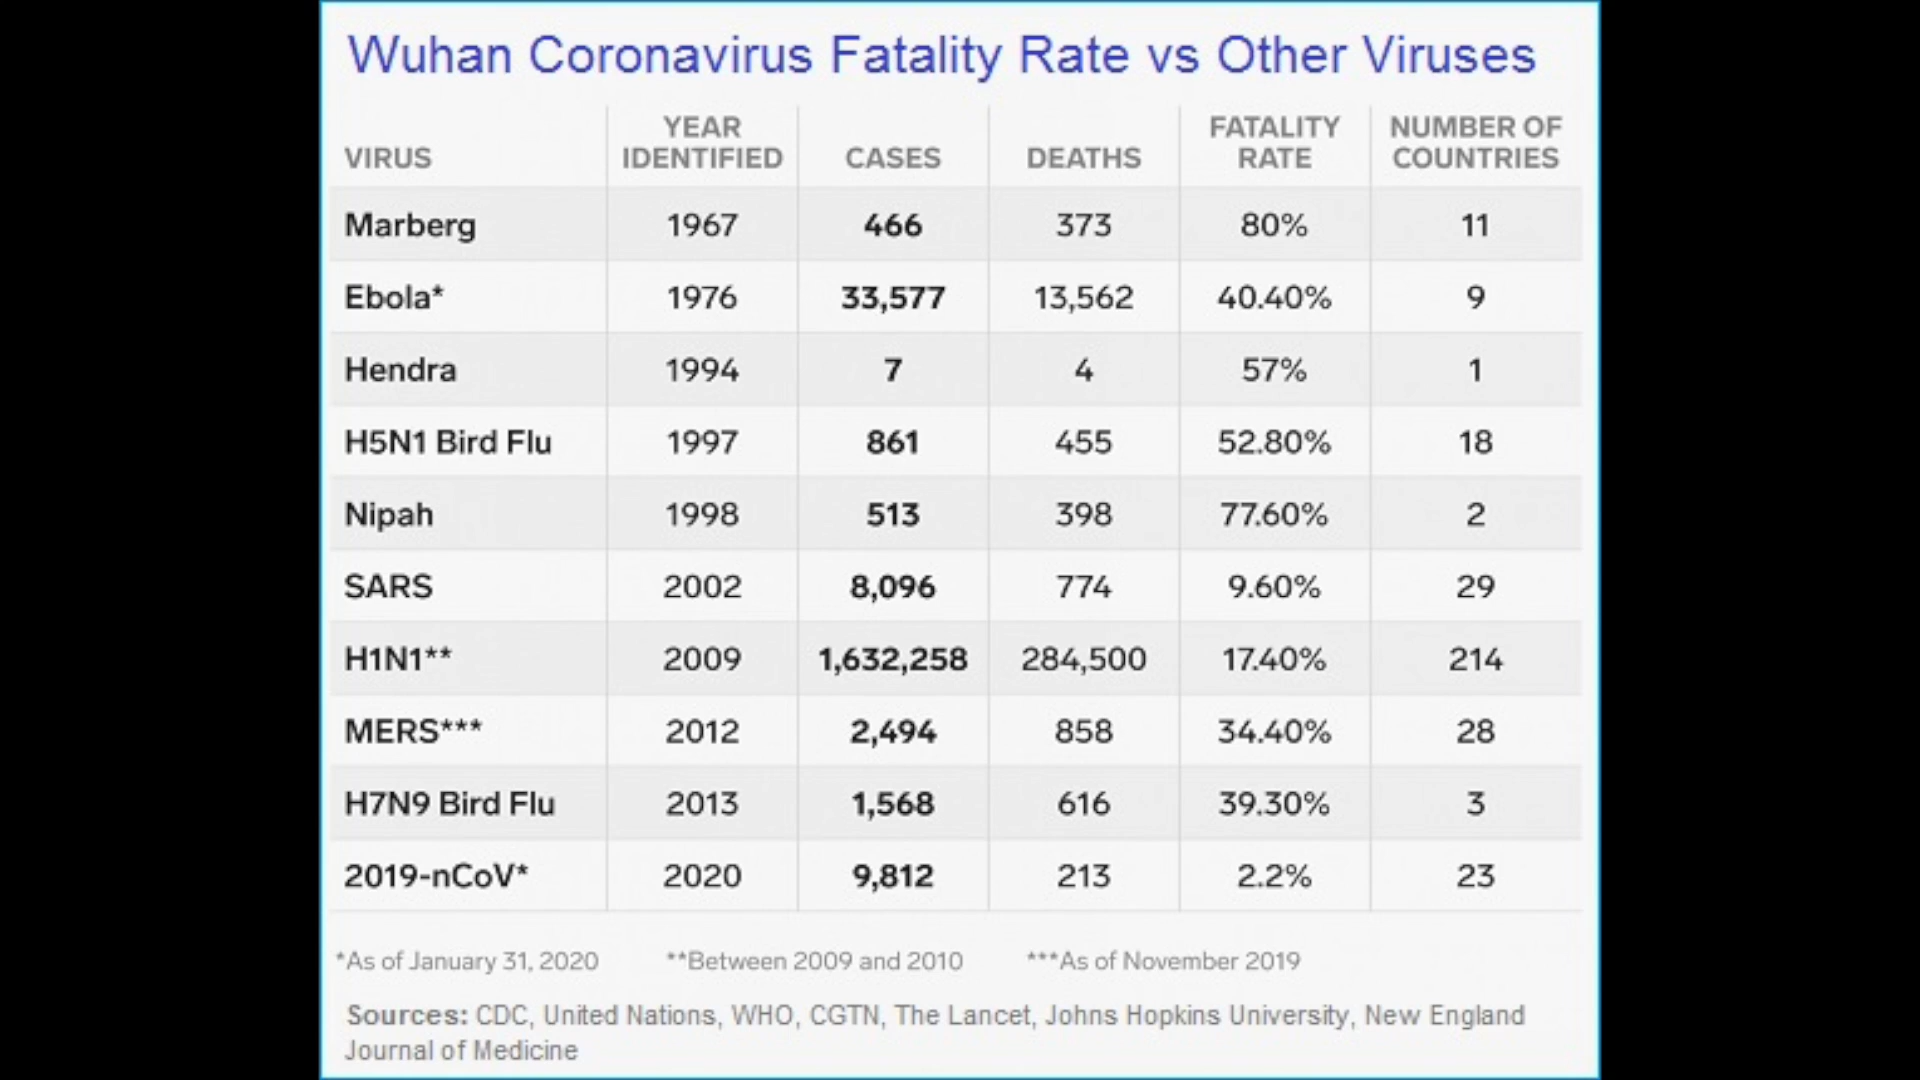 Wuhan Coronavirus Fatality Rate vs Other Viruses
VIRUS YEAR IDENTIFIED CASES DEATHS FATALITY RATE NUMBER OF COUNTRIES
Marberg 1967 466 373 80% 11
Ebola* 1976 33,577 13,562 40.40% 9
Hendra 1994 7 4 57% 1
H5N1 Bird Flu 1997 861 455 52.80% 18
Nipah 1998 513 398 77.60% 2
SARS 2002 8,096 774 9.60% 29
H1N1** 2009 1,632,258 284,500 17.40% 214
MERS*** 2012 2,494 858 34.40% 28
H7N9 Bird Flu 2013 1,568 616 39.30% 3
2019-nCoV* 2020 9,812 213 2.2% 23
*As of January 31, 2020 **Between 2009 and 2010 ***As of November 2019
Sources: CDC, United Nations, WHO, CGTN, The Lancet, Johns Hopkins University, New England
Journal of Medicine